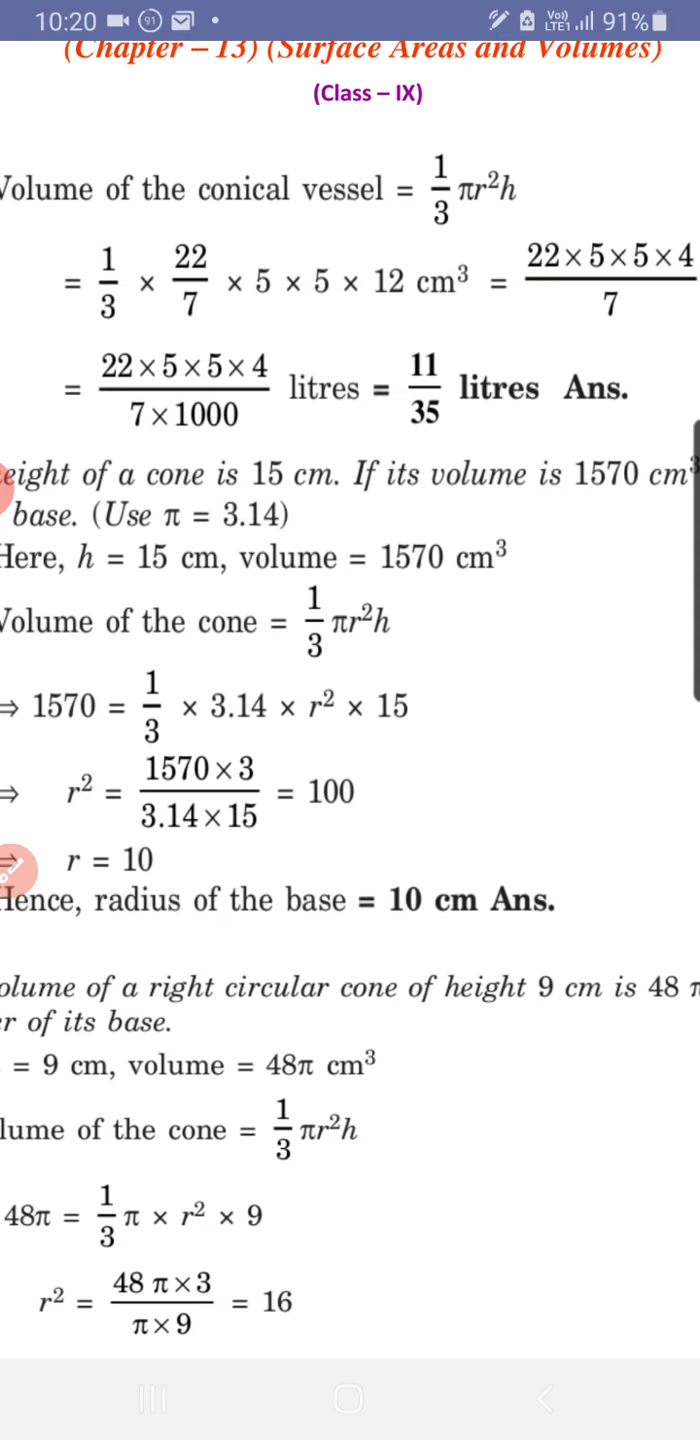 10:20 91 Vo)) LTE1 91%
(Chapter – 13) (Surface Areas and Volumes)
(Class – IX)
Volume of the conical vessel = 1/3 πr²h
= 1/3 × 22/7 × 5 × 5 × 12 cm³ = 22×5×5×4/7
= 22×5×5×4/7×1000 litres = 11/35 litres Ans.
eight of a cone is 15 cm. If its volume is 1570 cm³
base. (Use π = 3.14)
Here, h = 15 cm, volume = 1570 cm³
Volume of the cone = 1/3 πr²h
⇒ 1570 = 1/3 × 3.14 × r² × 15
⇒ r² = 1570×3/3.14×15 = 100
⇒ r = 10
Hence, radius of the base = 10 cm Ans.
olume of a right circular cone of height 9 cm is 48 π
er of its base.
= 9 cm, volume = 48π cm³
lume of the cone = 1/3 πr²h
48π = 1/3 π × r² × 9
r² = 48 π×3/π×9 = 16